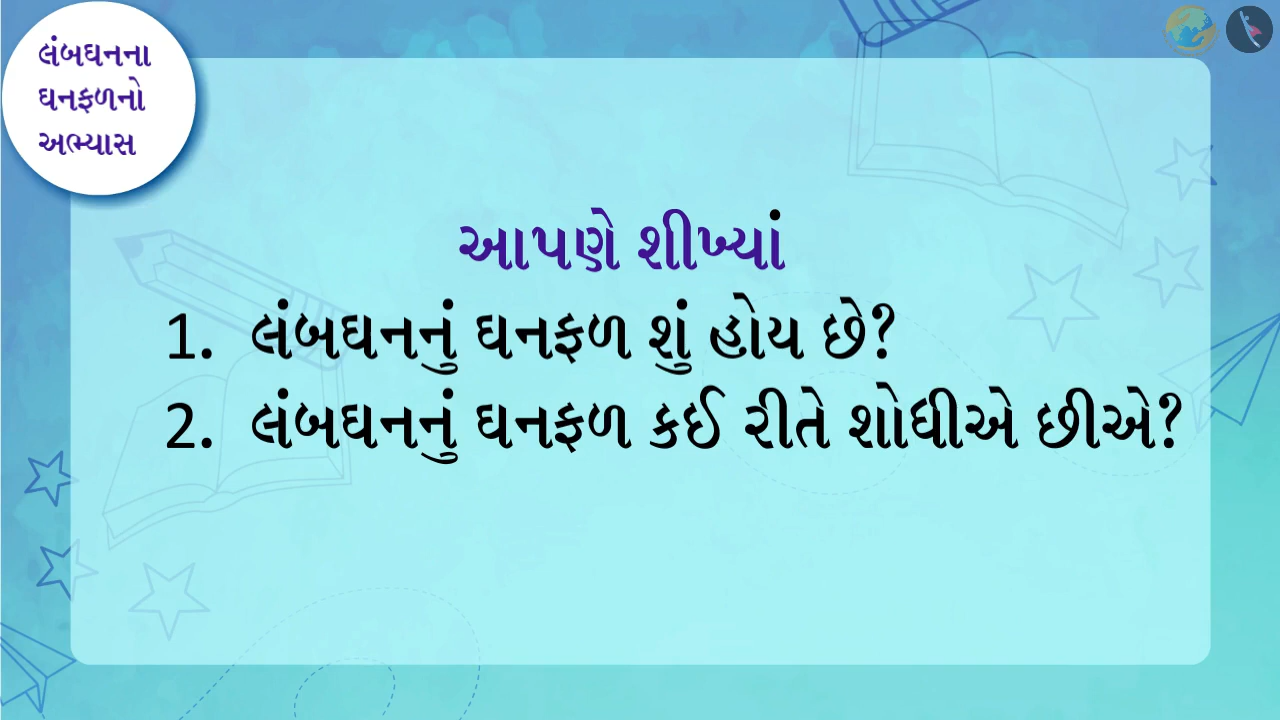 લંબઘનના
ઘનફળનો
અભ્યાસ
આપણે શીખ્યાં
1. લંબઘનનું ઘનફળ શું હોય છે?
2. લંબઘનનું ઘનફળ કઈ રીતે શોધીએ છીએ?